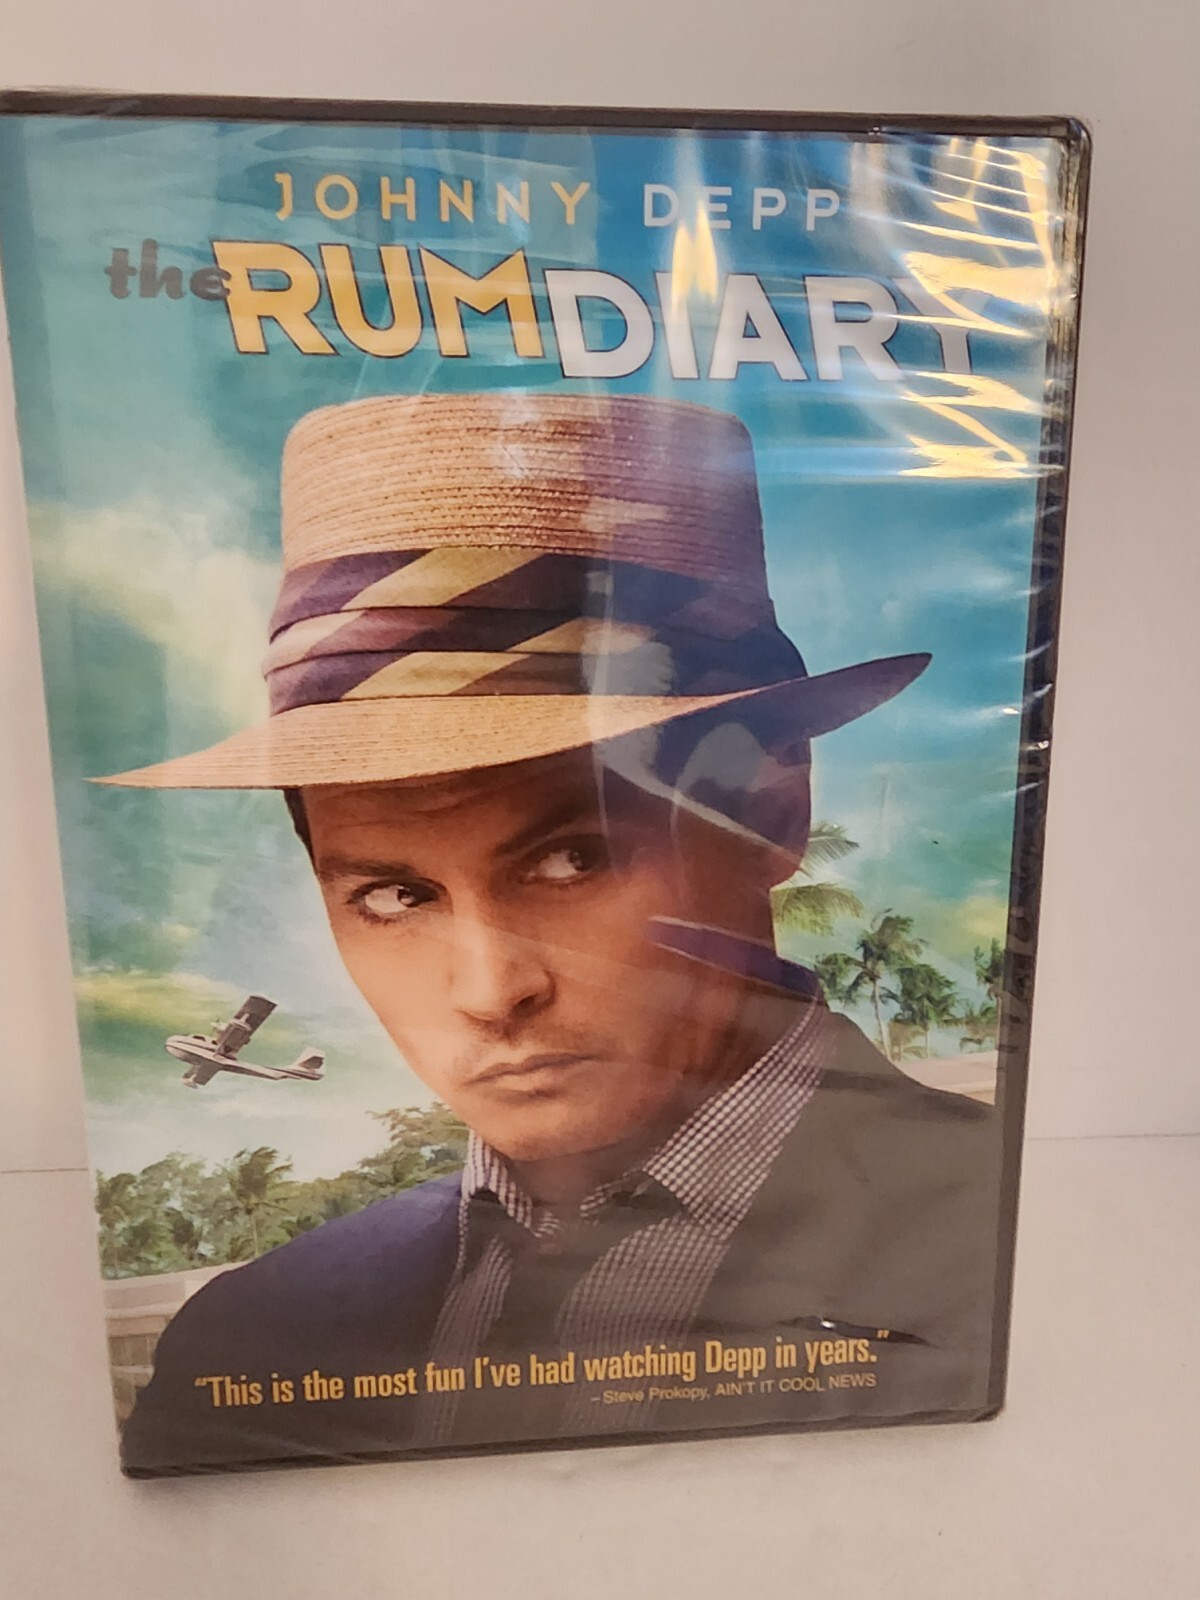 JOHNNY DEPP
the RUM DIARY
“This is the most fun I've had watching Depp in years.”
–Steve Prokopy, AIN'T IT COOL NEWS